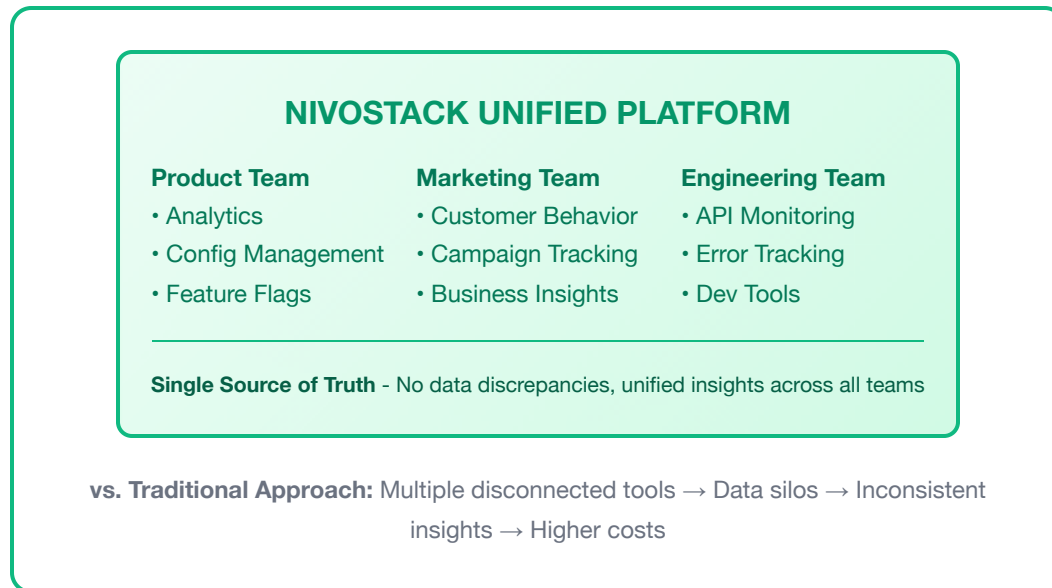 NIVOSTACK UNIFIED PLATFORM
Product Team
• Analytics
• Config Management
• Feature Flags
Marketing Team
• Customer Behavior
• Campaign Tracking
• Business Insights
Engineering Team
• API Monitoring
• Error Tracking
• Dev Tools
Single Source of Truth - No data discrepancies, unified insights across all teams
vs. Traditional Approach: Multiple disconnected tools → Data silos → Inconsistent
insights → Higher costs